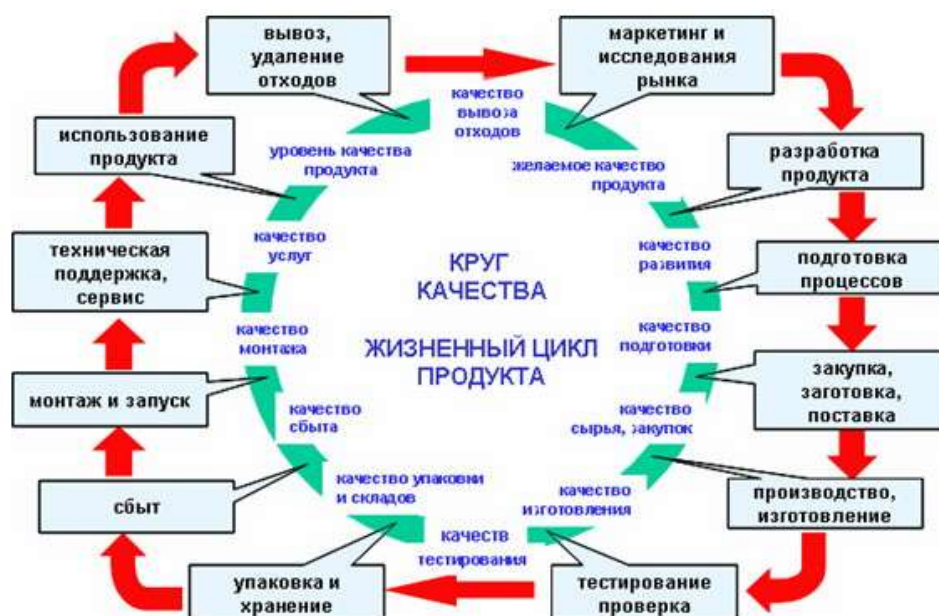 вывоз,
удаление
отходов
маркетинг и
исследования
рынка
разработка
продукта
подготовка
процессов
закупка,
заготовка,
поставка
производство,
изготовление
тестирование
проверка
упаковка и
хранение
сбыт
монтаж и запуск
техническая
поддержка,
сервис
использование
продукта
качество
вывоза
отходов
желаемое качество
продукта
качество
развития
качество
подготовки
качество
сырья, закупок
качество
изготовления
качеств
тестирования
качество упаковки
и складов
качество
сбыта
качество
монтажа
качество
услуг
уровень качества
продукта
КРУГ
КАЧЕСТВА
ЖИЗНЕННЫЙ ЦИКЛ
ПРОДУКТА